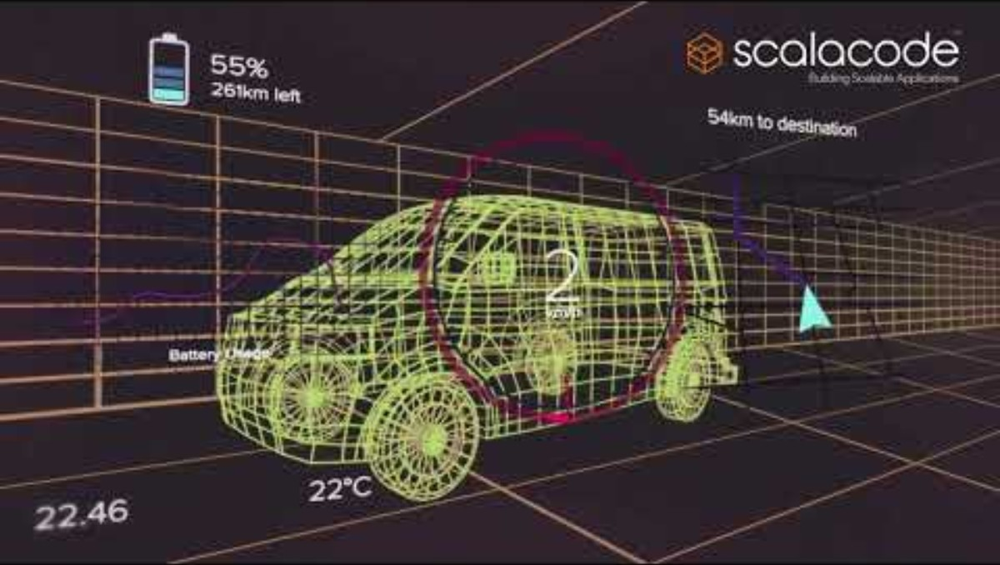 55%
261km left
scalacode
Building Scalable Applications
54km to destination
2
km/h
Battery Usage
22°C
22.46